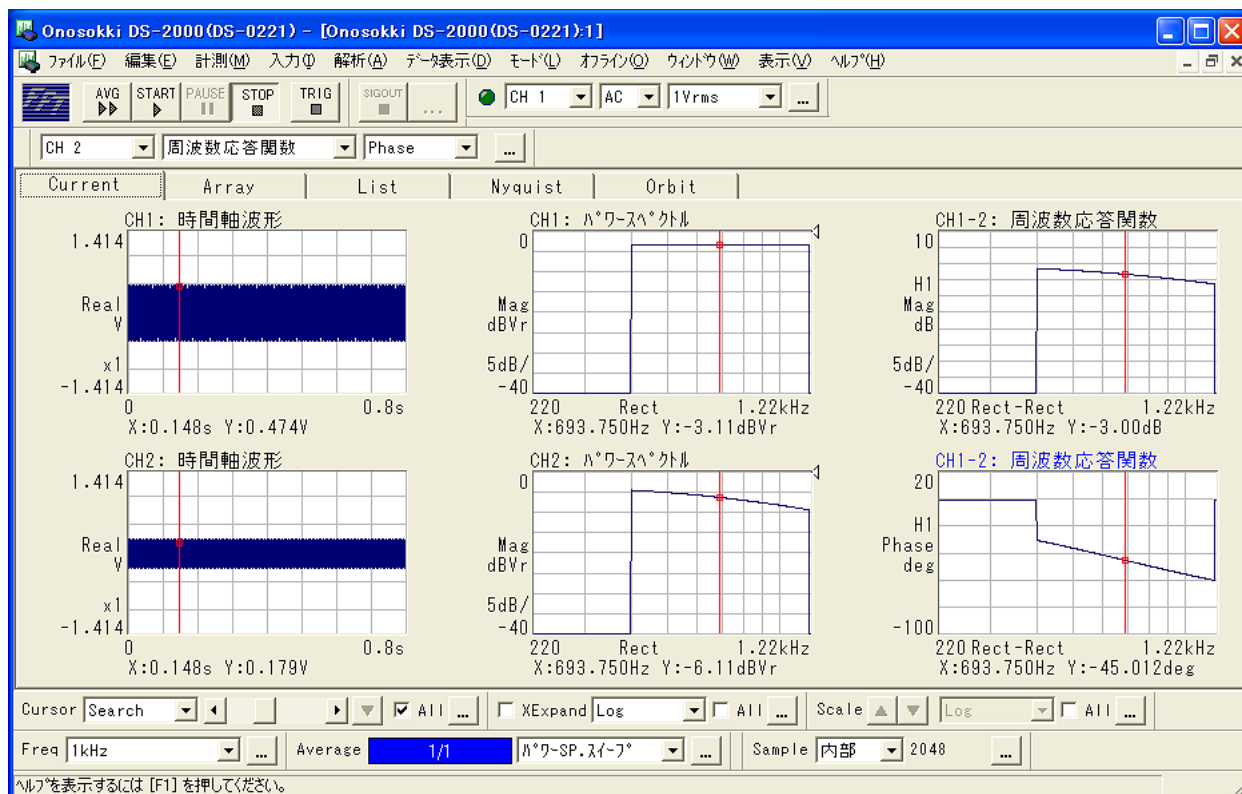 Onosokki DS-2000(DS-0221) - [Onosokki DS-2000(DS-0221):1]
ファイル(F) 編集(E) 計測(M) 入力(I) 解析(A) データ表示(D) モード(L) オフライン(O) ウィンドウ(W) 表示(V) ヘルプ(H)
AVG START PAUSE STOP TRIG SIGOUT ... CH 1 AC 1Vrms ...
CH 2 周波数応答関数 Phase ...
Current Array List Nyquist Orbit
CH1: 時間軸波形
1.414
Real
V
x1
-1.414
0 0.8s
X:0.148s Y:0.474V
CH1: パワースペクトル
0
Mag
dBVr
5dB/
-40
220 Rect 1.22kHz
X:693.750Hz Y:-3.11dBVr
CH1-2: 周波数応答関数
10
H1
Mag
dB
5dB/
-40
220 Rect-Rect 1.22kHz
X:693.750Hz Y:-3.00dB
CH2: 時間軸波形
1.414
Real
V
x1
-1.414
0 0.8s
X:0.148s Y:0.179V
CH2: パワースペクトル
0
Mag
dBVr
5dB/
-40
220 Rect 1.22kHz
X:693.750Hz Y:-6.11dBVr
CH1-2: 周波数応答関数
20
H1
Phase
deg
-100
220 Rect-Rect 1.22kHz
X:693.750Hz Y:-45.012deg
Cursor Search All ... XExpand Log All ... Scale Log All ...
Freq 1kHz ... Average 1/1 パワーSP.スイープ ... Sample 内部 2048 ...
ヘルプを表示するには [F1] を押してください。